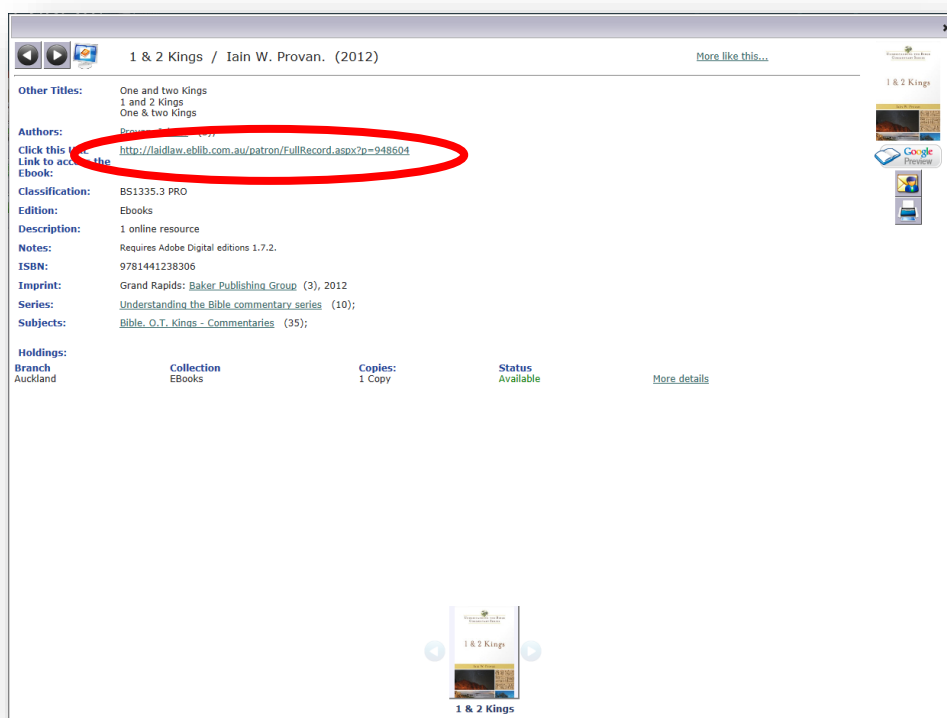 1 & 2 Kings / Iain W. Provan. (2012)
More like this...
Other Titles: One and two Kings
1 and 2 Kings
One & two Kings
Authors:
Click this http://laidlaw.eblib.com.au/patron/FullRecord.aspx?p=948604
Link to access the
Ebook:
Classification: BS1335.3 PRO
Edition: Ebooks
Description: 1 online resource
Notes: Requires Adobe Digital editions 1.7.2.
ISBN: 9781441238306
Imprint: Grand Rapids: Baker Publishing Group (3), 2012
Series: Understanding the Bible commentary series (10);
Subjects: Bible. O.T. Kings - Commentaries (35);
Holdings:
Branch Collection Copies: Status
Auckland EBooks 1 Copy Available More details
1 & 2 Kings
Google
Preview
1 & 2 Kings
1 & 2 Kings